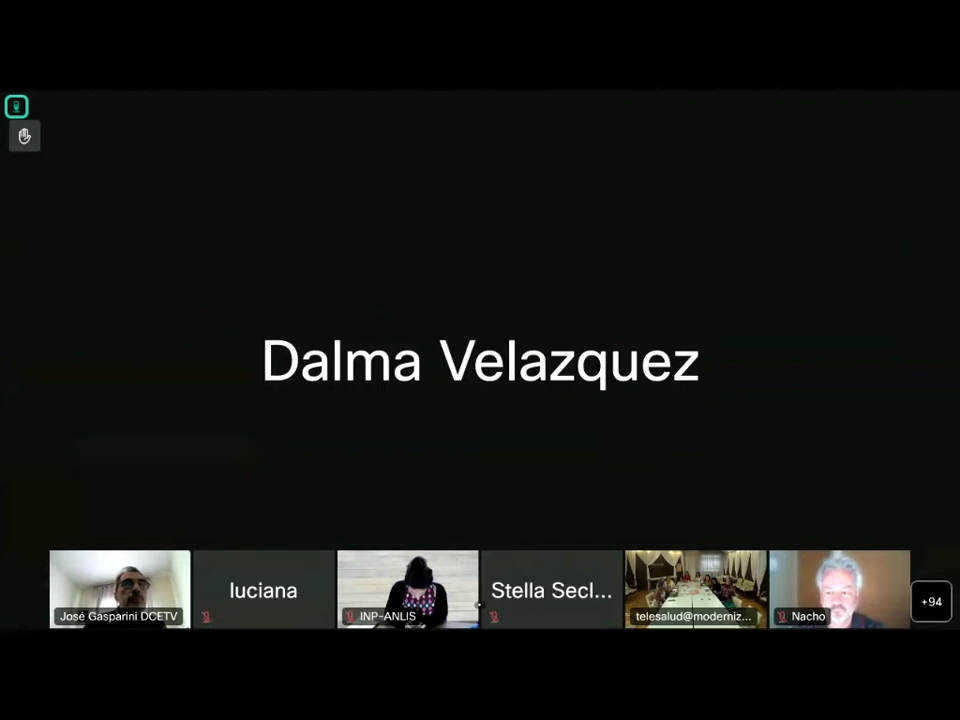 Dalma Velazquez
José Gasparini DCETV
luciana
INP-ANLIS
Stella Secl...
telesalud@moderniz...
Nacho
+94